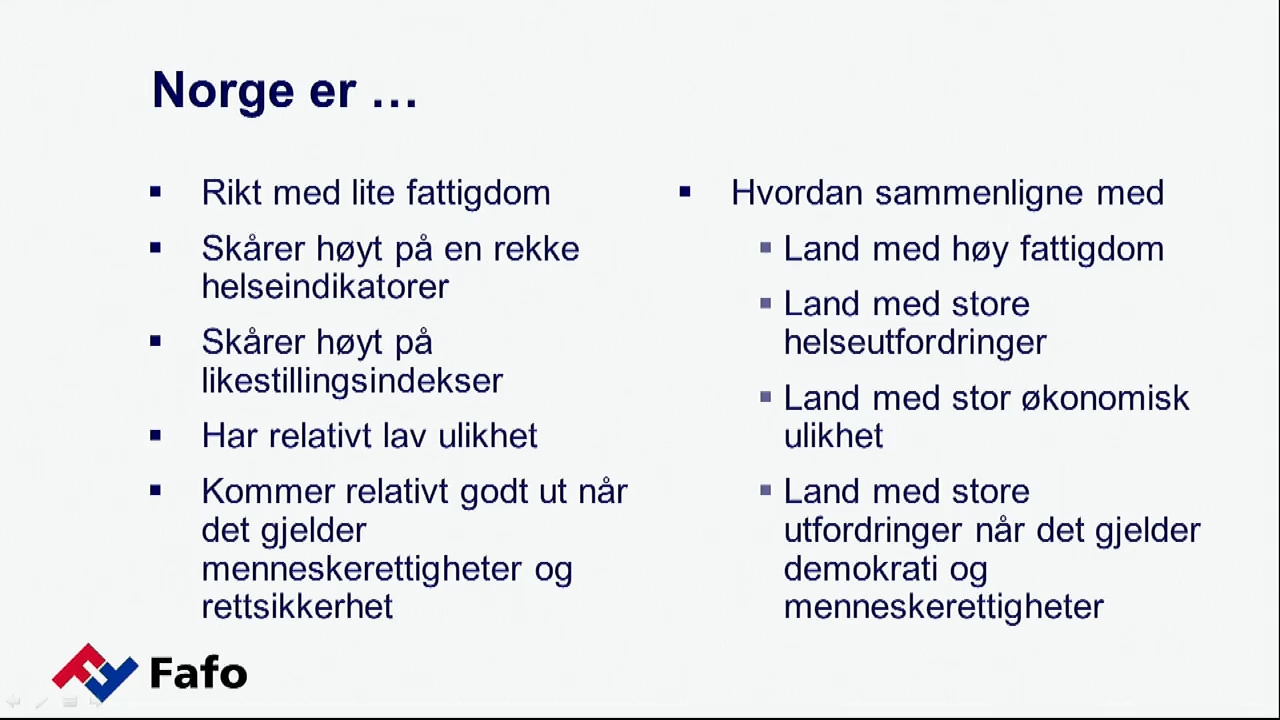 Norge er …
Rikt med lite fattigdom
Skårer høyt på en rekke
helseindikatorer
Skårer høyt på
likestillingsindekser
Har relativt lav ulikhet
Kommer relativt godt ut når
det gjelder
menneskerettigheter og
rettsikkerhet
Hvordan sammenligne med
Land med høy fattigdom
Land med store
helseutfordringer
Land med stor økonomisk
ulikhet
Land med store
utfordringer når det gjelder
demokrati og
menneskerettigheter
Fafo